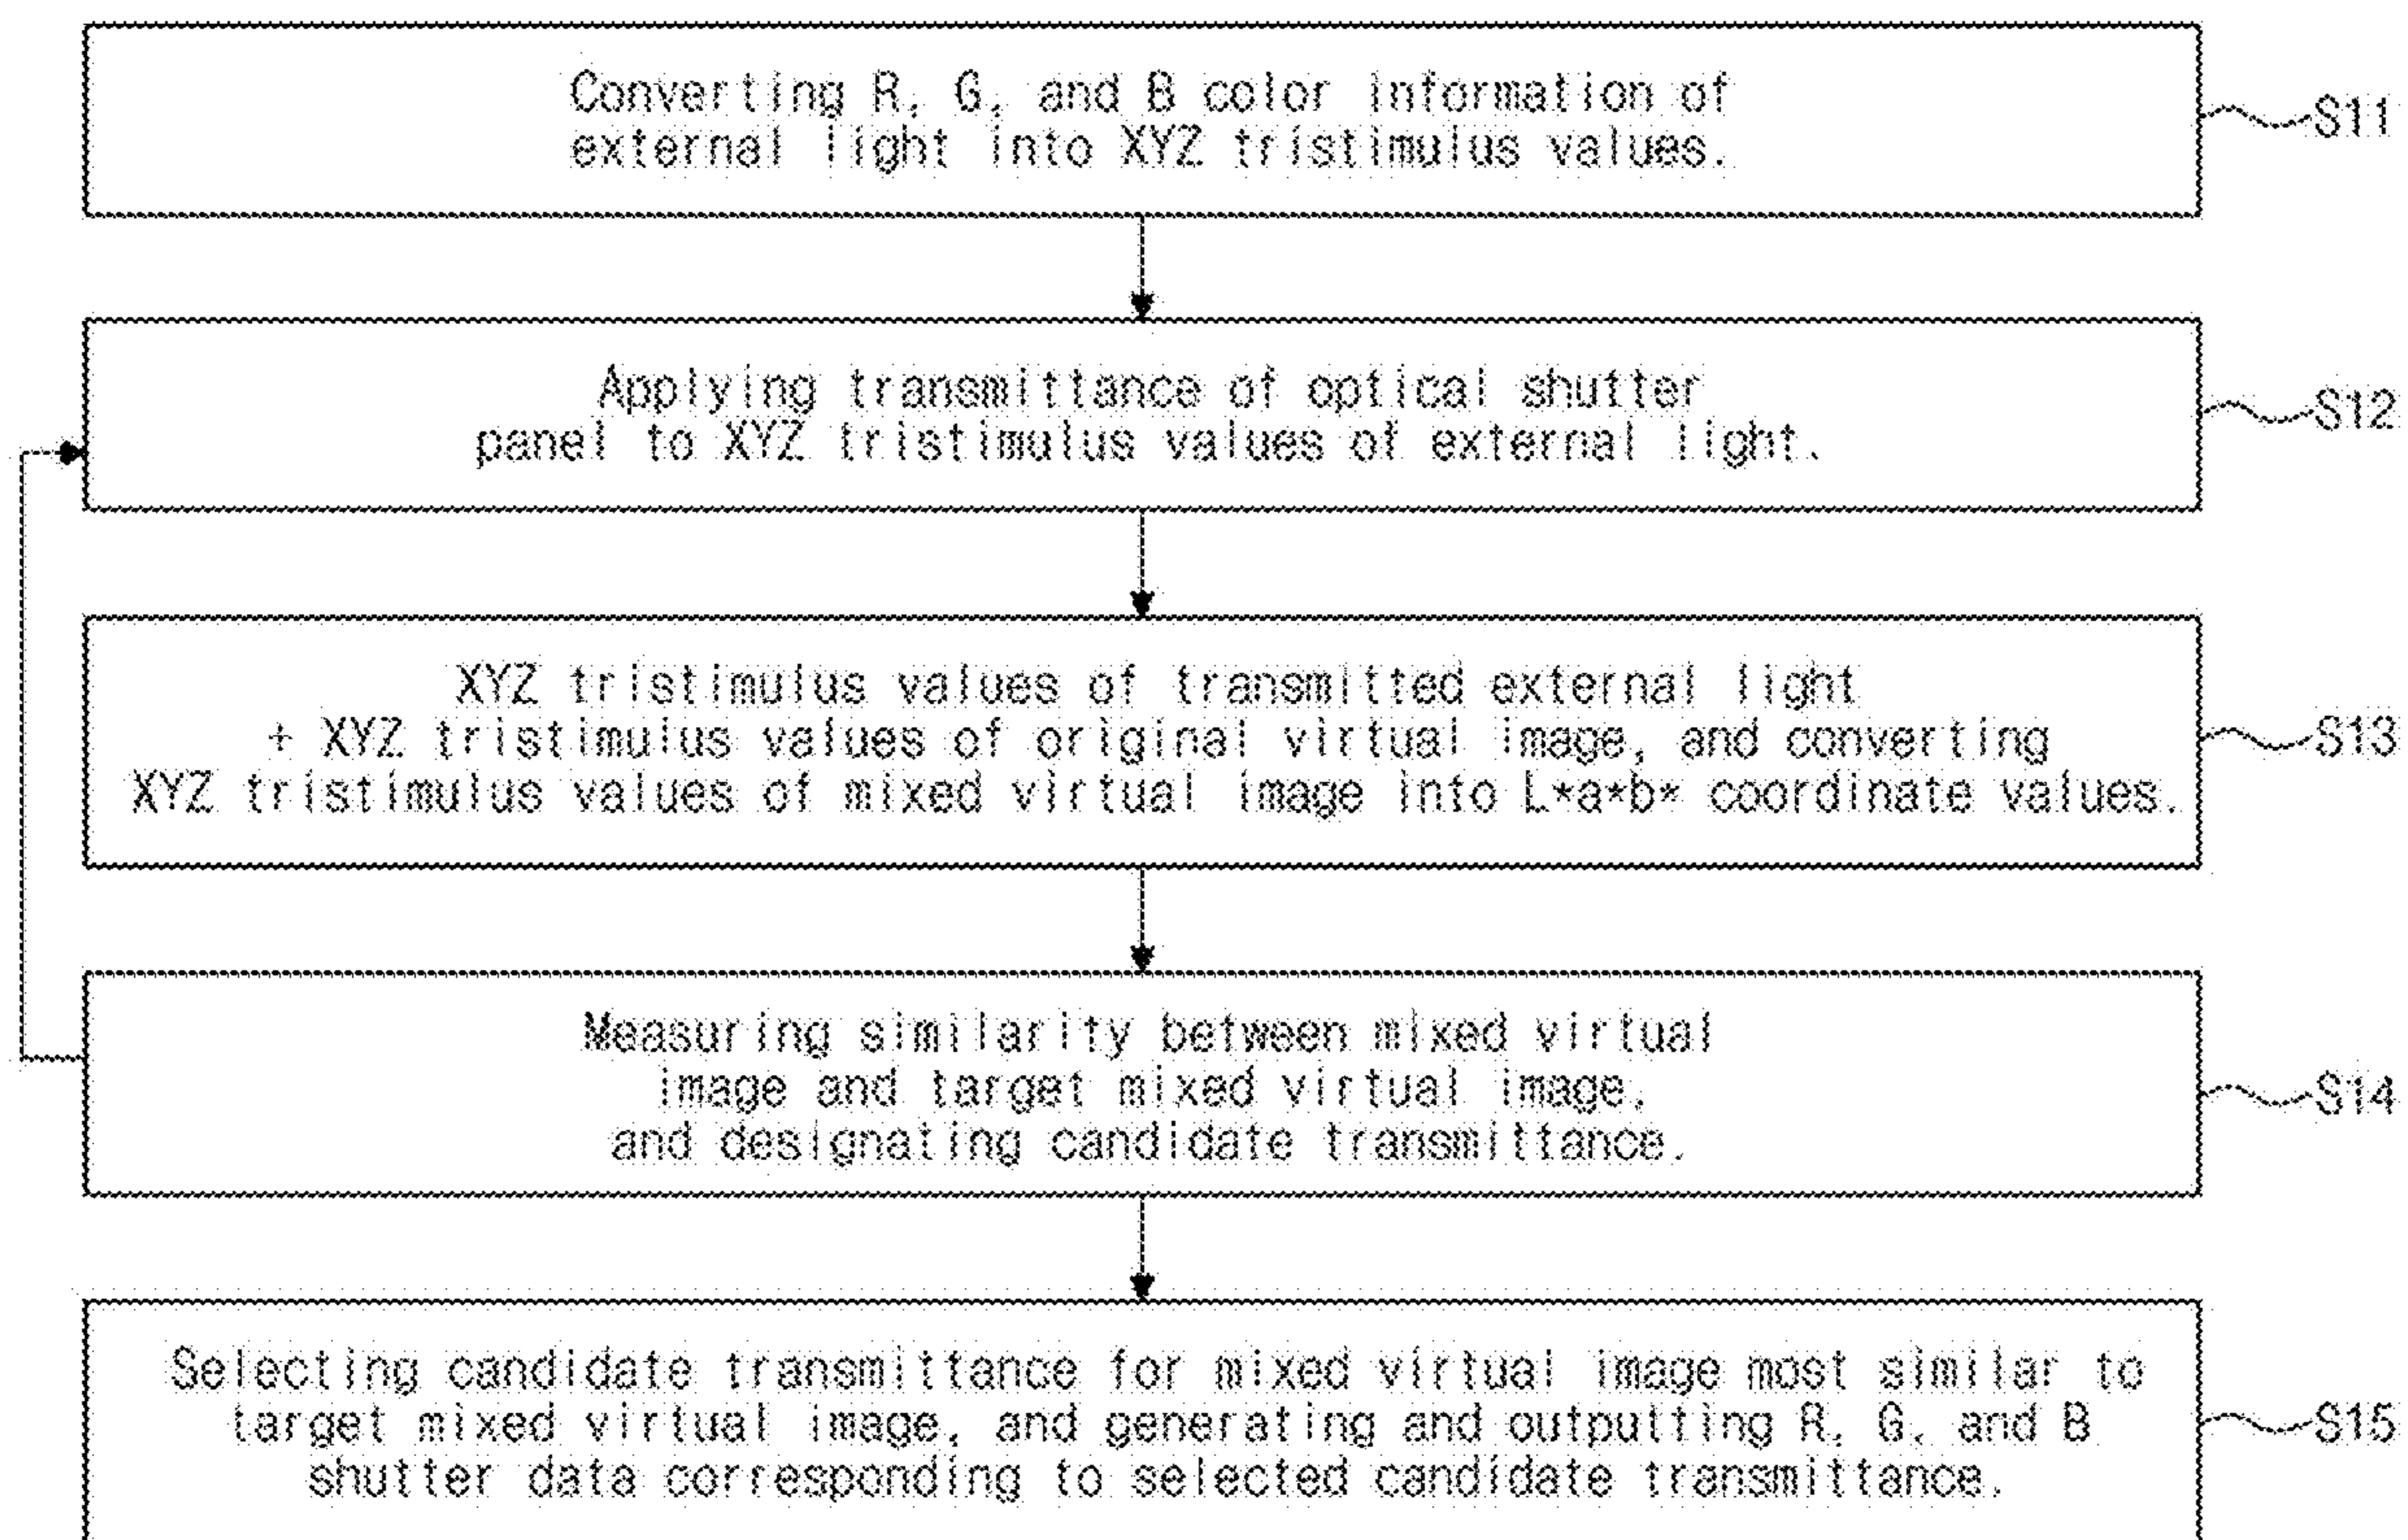 Converting R, G, and B color information of
external light into XYZ tristimulus values.
S11
Applying transmittance of optical shutter
panel to XYZ tristimulus values of external light.
S12
XYZ tristimulus values of transmitted external light
+ XYZ tristimulus values of original virtual image, and converting
XYZ tristimulus values of mixed virtual image into L*a*b* coordinate values.
S13
Measuring similarity between mixed virtual
image and target mixed virtual image,
and designating candidate transmittance.
S14
Selecting candidate transmittance for mixed virtual image most similar to
target mixed virtual image, and generating and outputting R, G, and B
shutter data corresponding to selected candidate transmittance.
S15